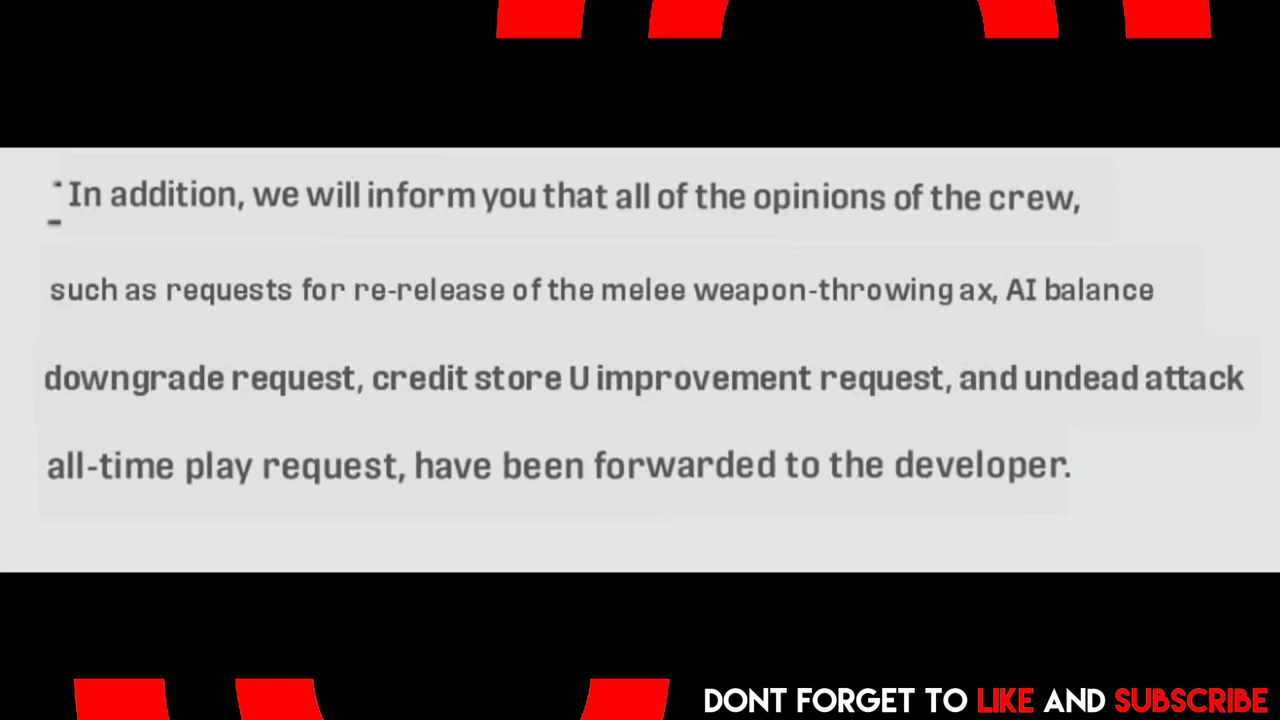 In addition, we will inform you that all of the opinions of the crew,
such as requests for re-release of the melee weapon-throwing ax, AI balance
downgrade request, credit store U improvement request, and undead attack
all-time play request, have been forwarded to the developer.
DONT FORGET TO LIKE AND SUBSCRIBE